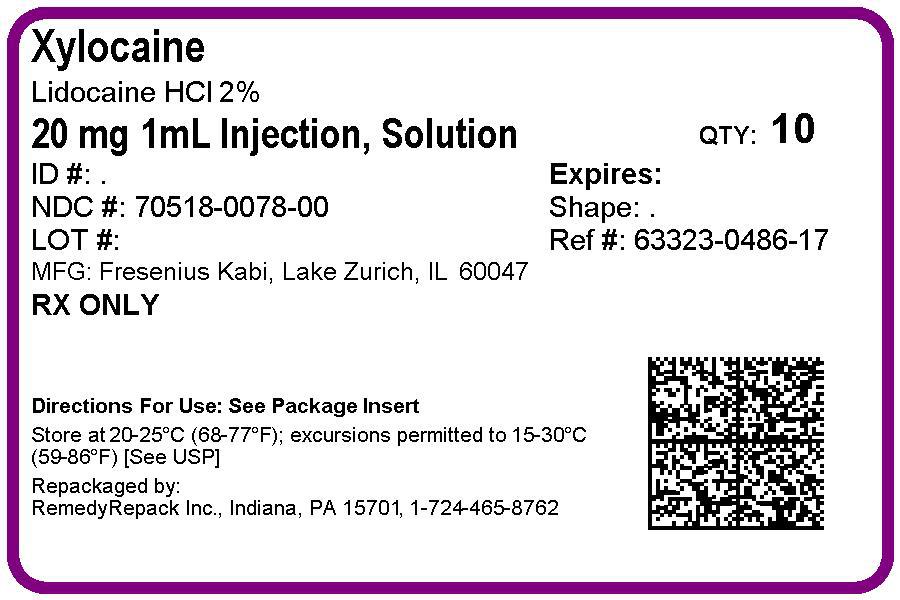 Xylocaine
Lidocaine HCl 2%
20 mg 1mL Injection, Solution
QTY: 10
ID #: .
Expires:
NDC #: 70518-0078-00
Shape: .
LOT #:
Ref #: 63323-0486-17
MFG: Fresenius Kabi, Lake Zurich, IL 60047
RX ONLY
Directions For Use: See Package Insert
Store at 20-25°C (68-77°F); excursions permitted to 15-30°C
(59-86°F) [See USP]
Repackaged by:
RemedyRepack Inc., Indiana, PA 15701, 1-724-465-8762